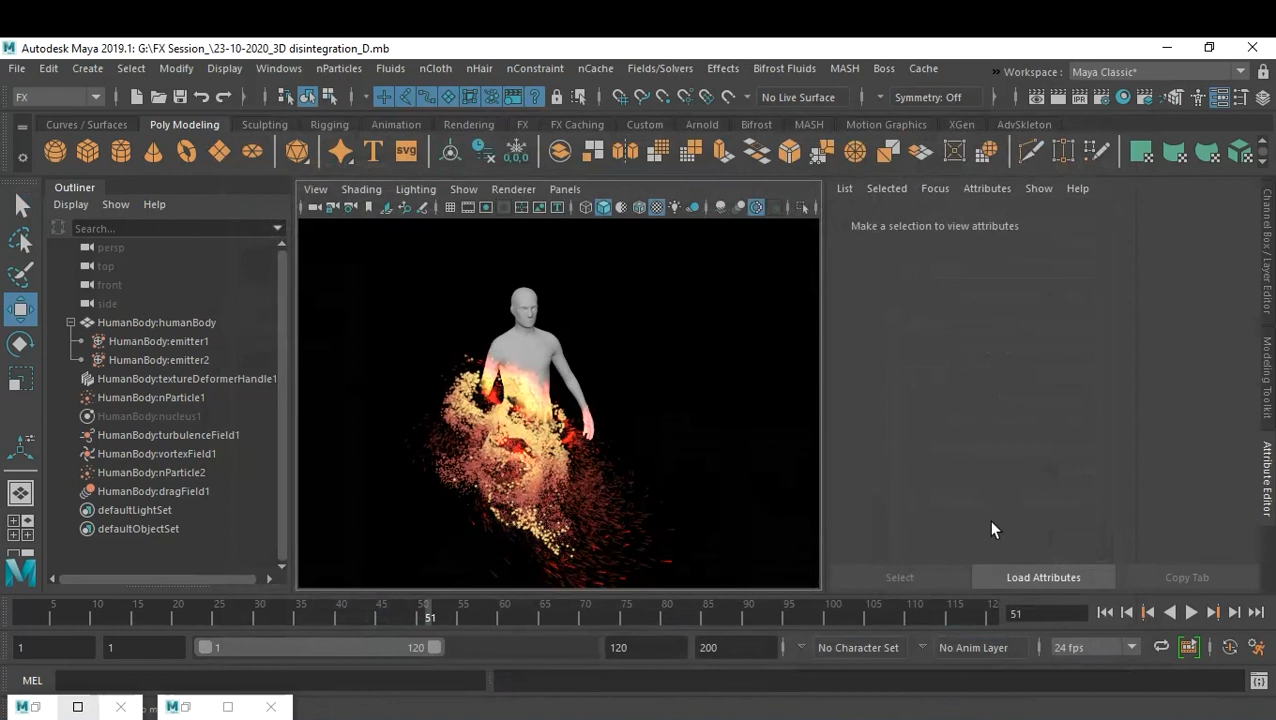 Autodesk Maya 2019.1: G:\FX Session_\23-10-2020_3D disintegration_D.mb
File Edit Create Select Modify Display Windows nParticles Fluids nCloth nHair nConstraint nCache Fields/Solvers Effects Bifrost Fluids MASH Boss Cache » Workspace: Maya Classic*
FX No Live Surface Symmetry: Off
Curves / Surfaces Poly Modeling Sculpting Rigging Animation Rendering FX FX Caching Custom Arnold Bifrost MASH Motion Graphics XGen AdvSkeleton
T svg 0,0,0
Outliner
View Shading Lighting Show Renderer Panels
List Selected Focus Attributes Show Help
Display Show Help
Search...
Make a selection to view attributes
persp
top
front
side
HumanBody:humanBody
HumanBody:emitter1
HumanBody:emitter2
HumanBody:textureDeformerHandle1
HumanBody:nParticle1
HumanBody:nucleus1
HumanBody:turbulenceField1
HumanBody:vortexField1
HumanBody:nParticle2
HumanBody:dragField1
defaultLightSet
defaultObjectSet
Channel Box / Layer Editor
Modeling Toolkit
Attribute Editor
Select Load Attributes Copy Tab
5 10 15 20 25 30 35 40 45 50 55 60 65 70 75 80 85 90 95 100 105 110 115 12
51 51
1 1 1 120 120 200 No Character Set No Anim Layer 24 fps
MEL